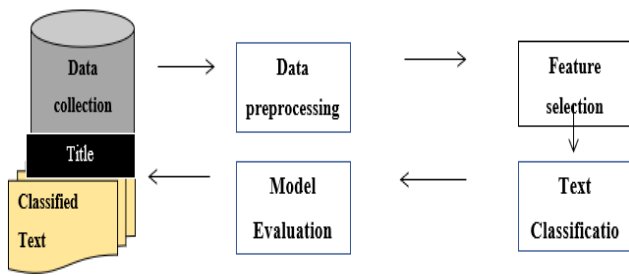 Data
collection
Data
preprocessing
Feature
selection
Title
Classified
Text
Model
Evaluation
Text
Classificatio